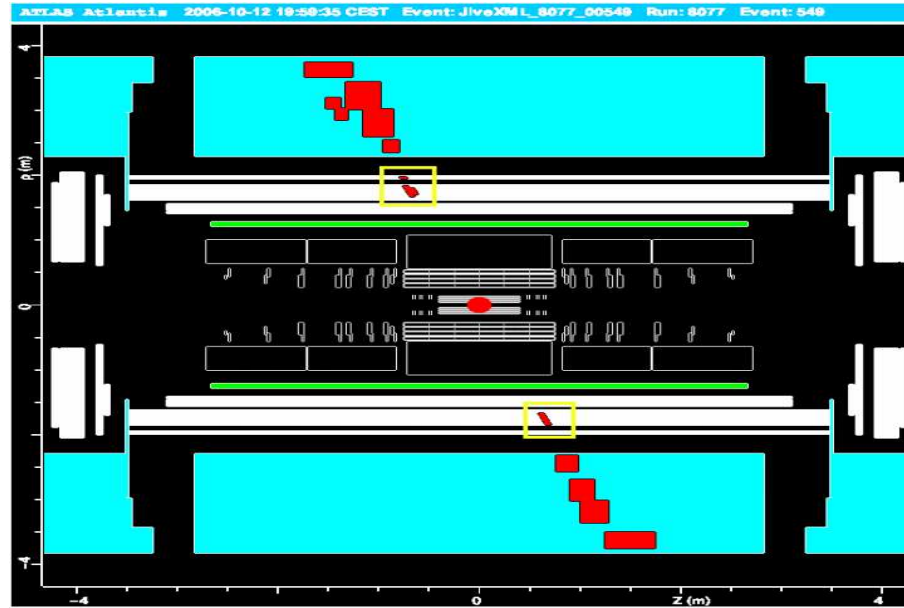 ATLAS Atlantis 2006-10-12 19:59:35 CEST Event: JiveXML_8077_00549 Run: 8077 Event: 549
4
ρ (m)
0
-4
-4 0 Z (m) 4